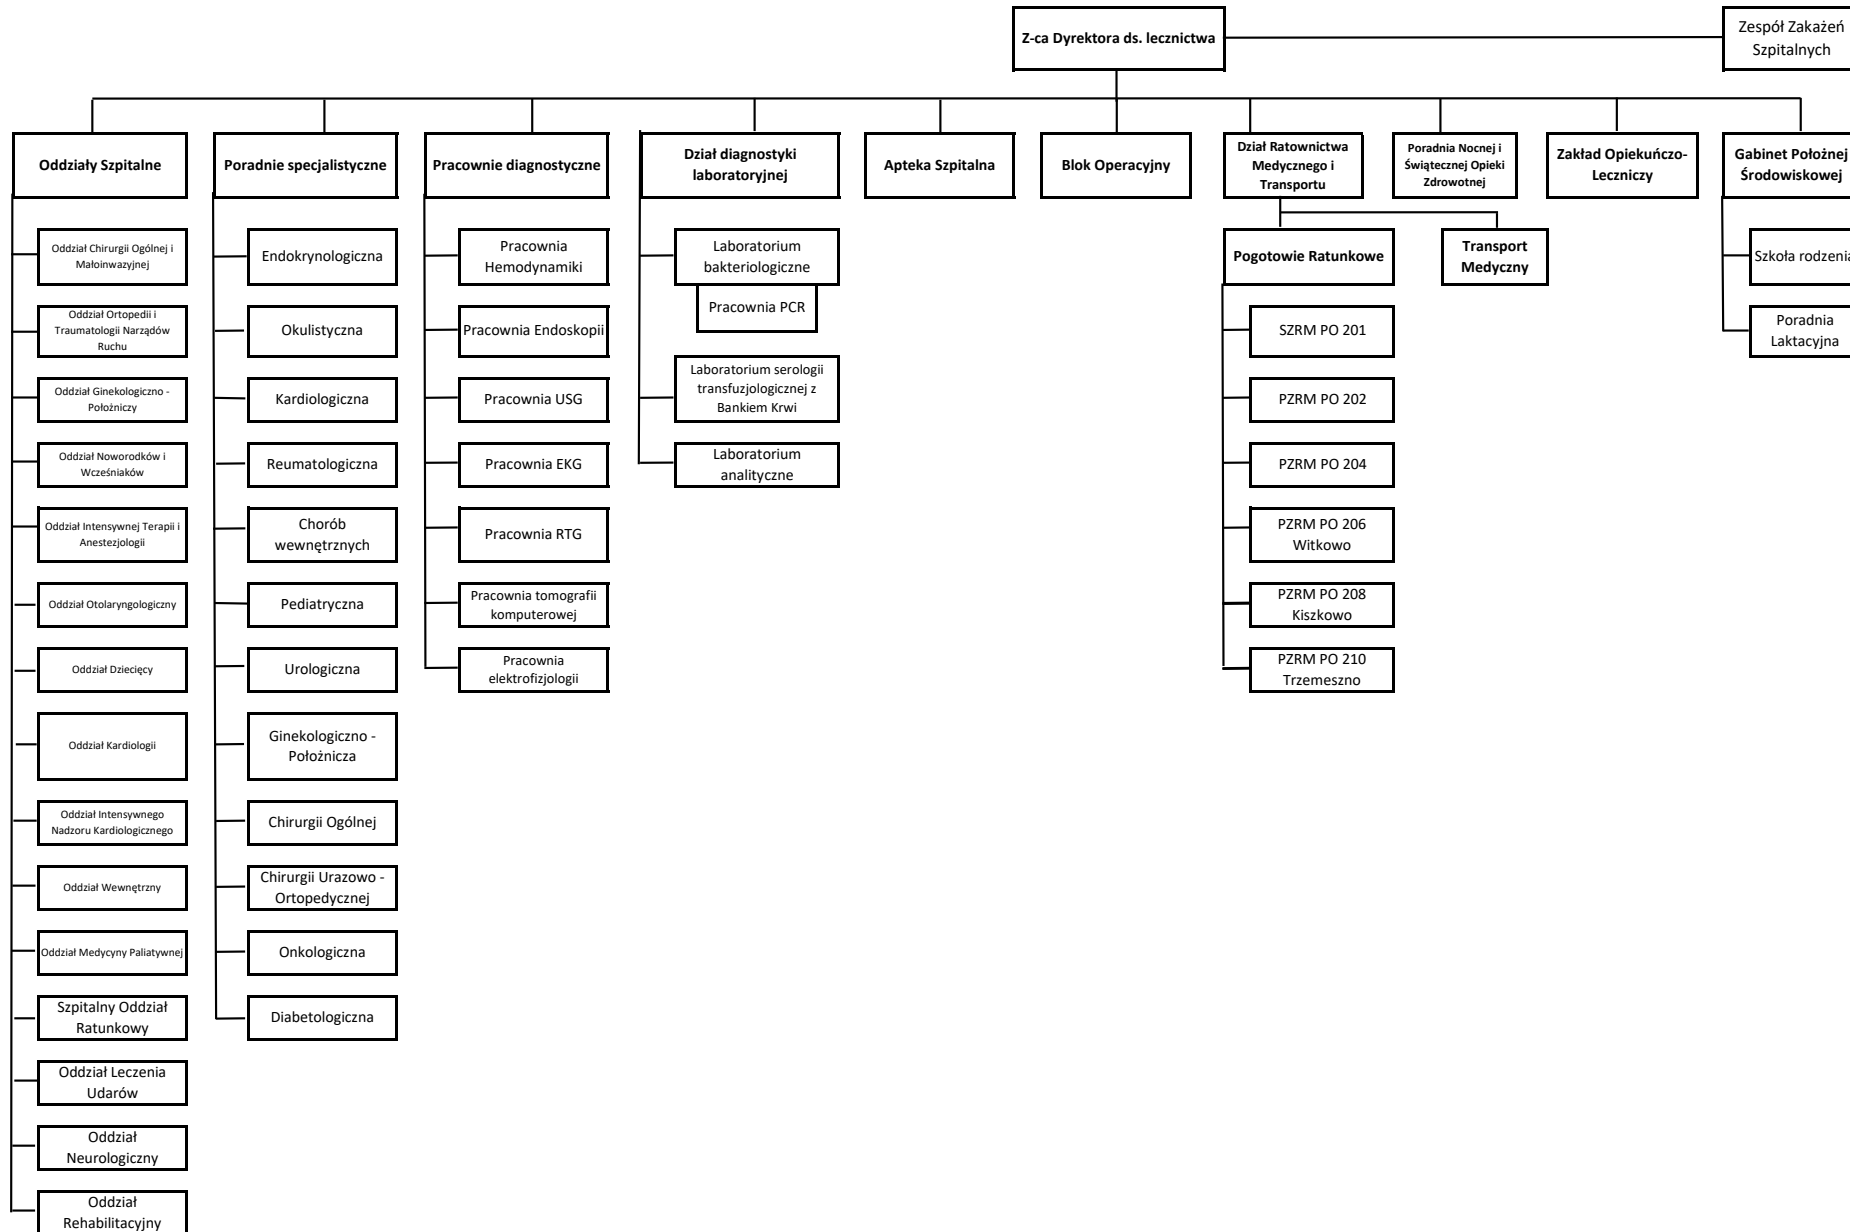 Z-ca Dyrektora ds. lecznictwa
Zespół Zakażeń
Szpitalnych
Oddziały Szpitalne
Poradnie specjalistyczne
Pracownie diagnostyczne
Dział diagnostyki
laboratoryjnej
Apteka Szpitalna
Blok Operacyjny
Dział Ratownictwa
Medycznego i
Transportu
Poradnia Nocnej i
Świątecznej Opieki
Zdrowotnej
Zakład Opiekuńczo-
Leczniczy
Gabinet Położnej
Środowiskowej
Oddział Chirurgii Ogólnej i
Małoinwazyjnej
Oddział Ortopedii i
Traumatologii Narządów
Ruchu
Oddział Ginekologiczno -
Położniczy
Oddział Noworodków i
Wcześniaków
Oddział Intensywnej Terapii i
Anestezjologii
Oddział Otolaryngologiczny
Oddział Dziecięcy
Oddział Kardiologii
Oddział Intensywnego
Nadzoru Kardiologicznego
Oddział Wewnętrzny
Oddział Medycyny Paliatywnej
Szpitalny Oddział
Ratunkowy
Oddział Leczenia
Udarów
Oddział
Neurologiczny
Oddział
Rehabilitacyjny
Endokrynologiczna
Okulistyczna
Kardiologiczna
Reumatologiczna
Chorób
wewnętrznych
Pediatryczna
Urologiczna
Ginekologiczno -
Położnicza
Chirurgii Ogólnej
Chirurgii Urazowo -
Ortopedycznej
Onkologiczna
Diabetologiczna
Pracownia
Hemodynamiki
Pracownia Endoskopii
Pracownia USG
Pracownia EKG
Pracownia RTG
Pracownia tomografii
komputerowej
Pracownia
elektrofizjologii
Laboratorium
bakteriologiczne
Pracownia PCR
Laboratorium serologii
transfuzjologicznej z
Bankiem Krwi
Laboratorium
analityczne
Pogotowie Ratunkowe
SZRM PO 201
PZRM PO 202
PZRM PO 204
PZRM PO 206
Witkowo
PZRM PO 208
Kiszkowo
PZRM PO 210
Trzemeszno
Transport
Medyczny
Szkoła rodzenia
Poradnia
Laktacyjna